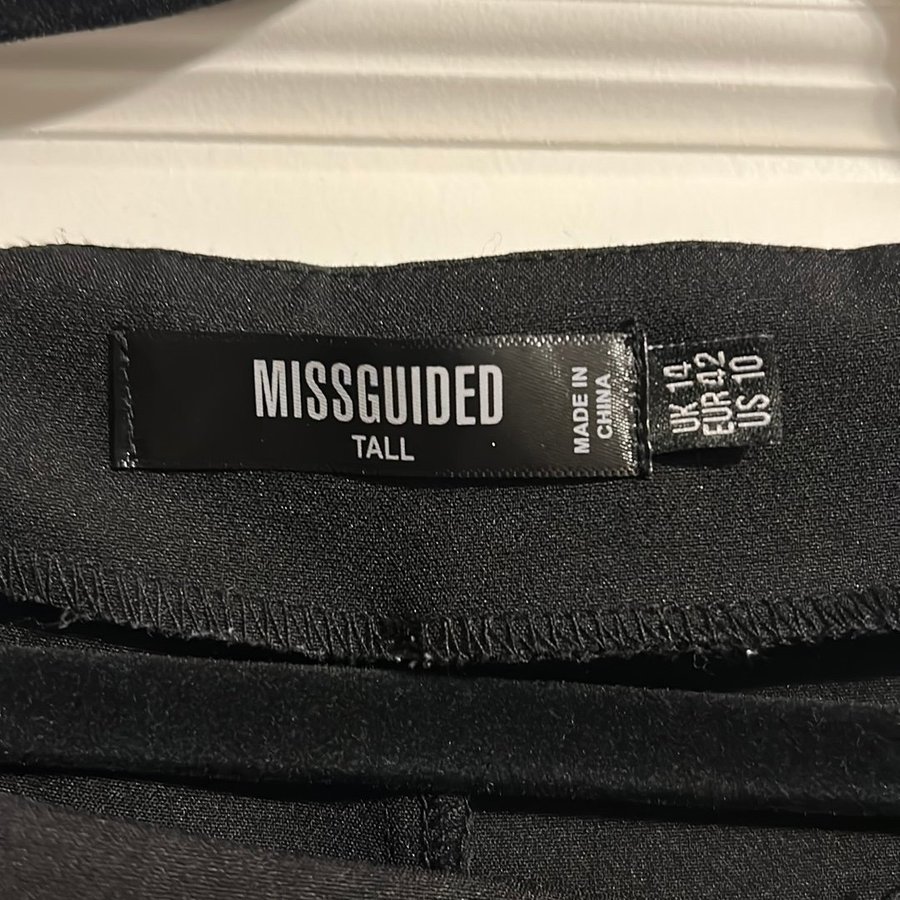 MISSGUIDED
TALL
MADE IN
CHINA
UK 14
EUR 42
US 10